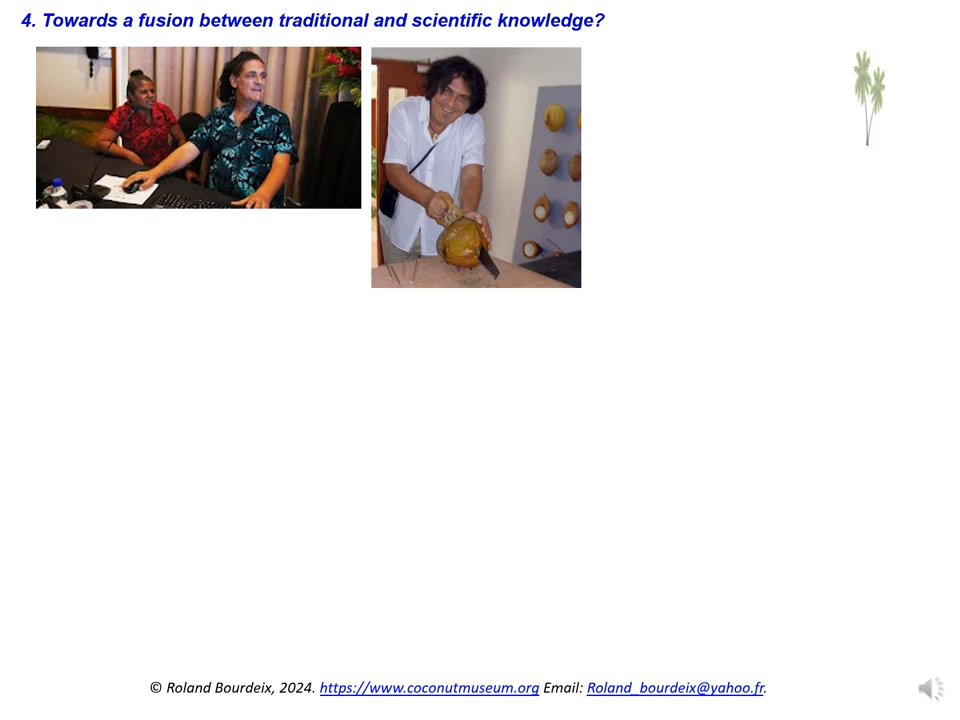 4. Towards a fusion between traditional and scientific knowledge?
© Roland Bourdeix, 2024. https://www.coconutmuseum.org Email: Roland_bourdeix@yahoo.fr.